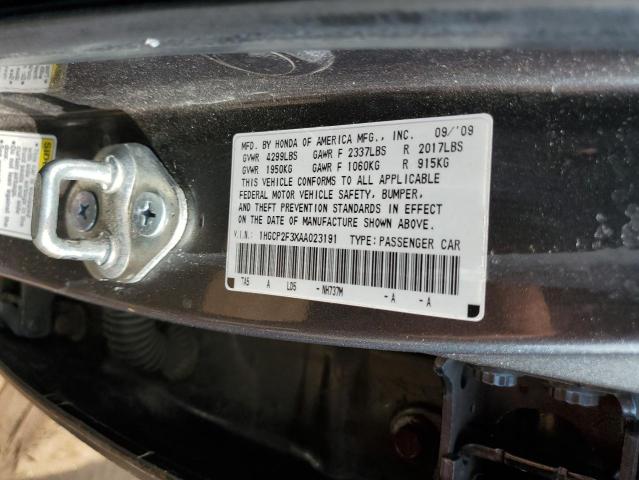 MFD. BY HONDA OF AMERICA MFG., INC. 09/'09
GVWR 4299LBS GAWR F 2337LBS R 2017LBS
GVWR 1950KG GAWR F 1060KG R 915KG
THIS VEHICLE CONFORMS TO ALL APPLICABLE
FEDERAL MOTOR VEHICLE SAFETY, BUMPER,
AND THEFT PREVENTION STANDARDS IN EFFECT
ON THE DATE OF MANUFACTURE SHOWN ABOVE.
V.I.N.: 1HGCP2F3XAA023191 TYPE: PASSENGER CAR
TA5 A LD5 -NH737M -A -A